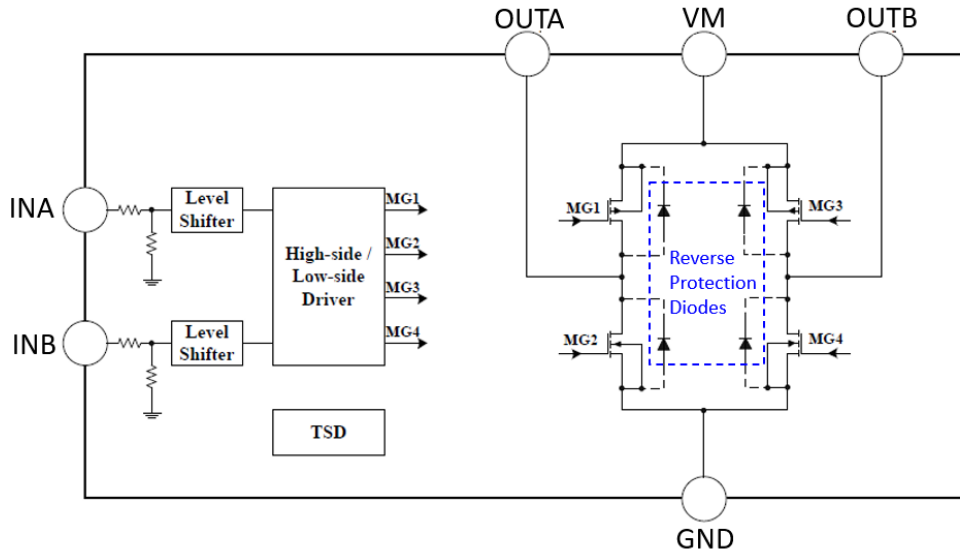 OUTA
VM
OUTB
INA
Level
Shifter
MG1
MG2
MG3
MG4
High-side /
Low-side
Driver
INB
Level
Shifter
TSD
MG1
MG3
Reverse
Protection
Diodes
MG2
MG4
GND